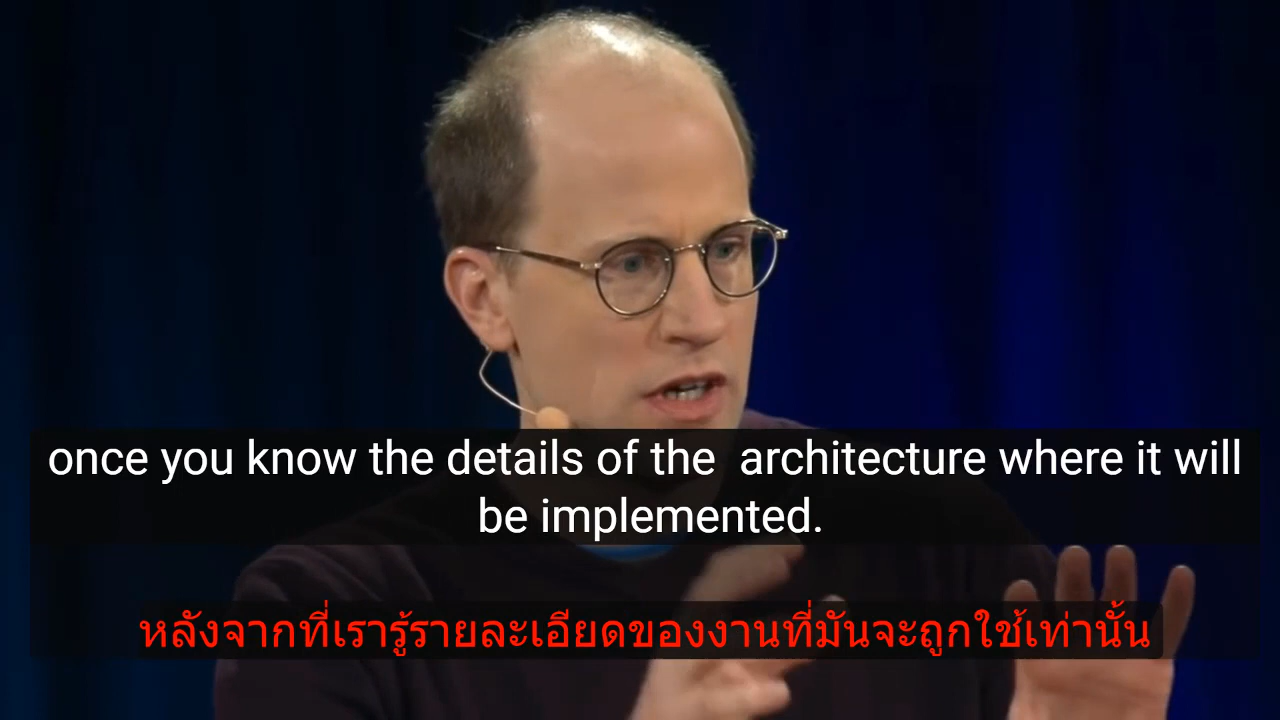 once you know the details of the  architecture where it will
be implemented.
หลังจากที่เรารู้รายละเอียดของงานที่มันจะถูกใช้เท่านั้น